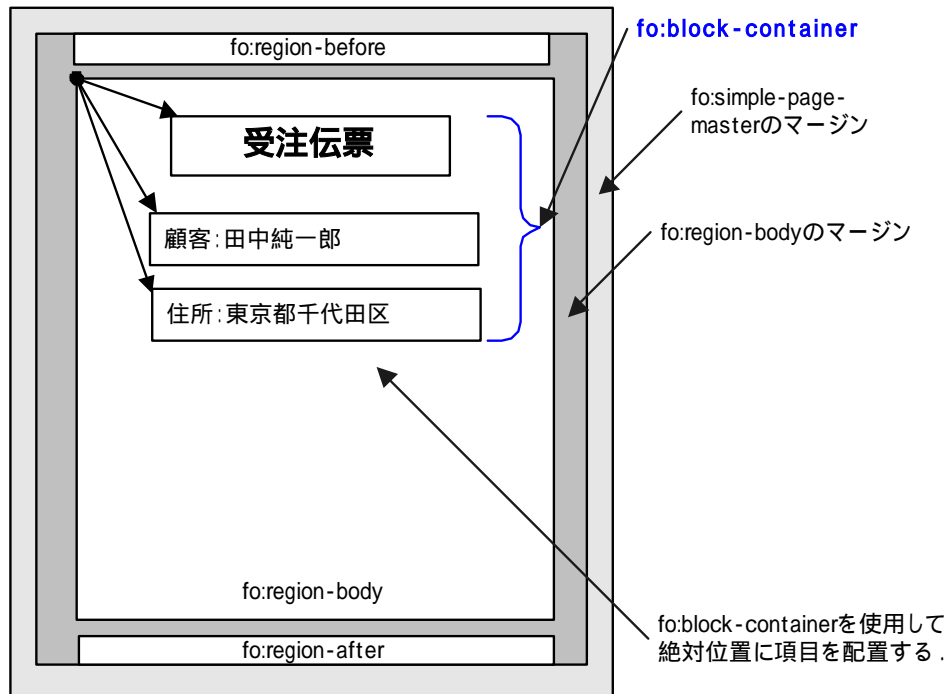 fo:region-before
fo:block-container
fo:simple-page-
masterのマージン
受注伝票
顧客:田中純一郎
fo:region-bodyのマージン
住所:東京都千代田区
fo:region-body
fo:block-containerを使用して
絶対位置に項目を配置する.
fo:region-after